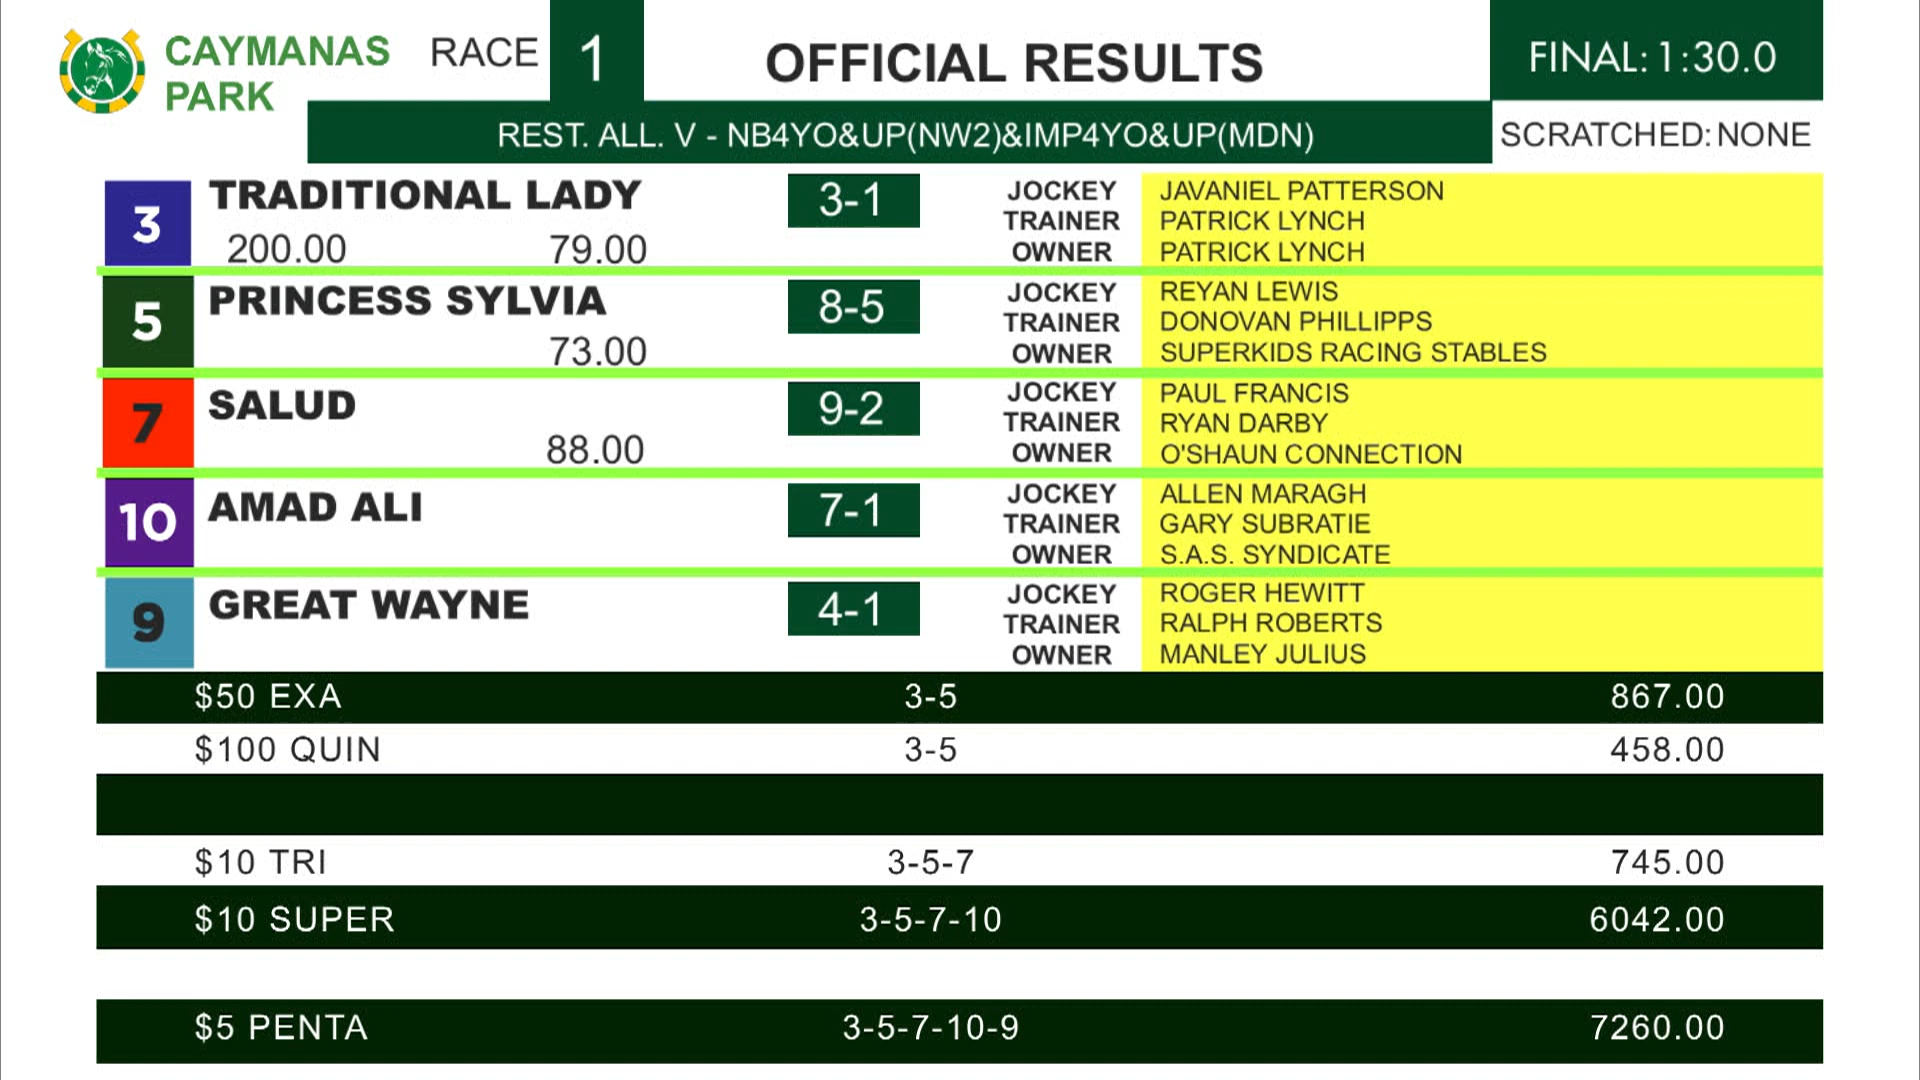 CAYMANAS PARK
RACE 1
OFFICIAL RESULTS
FINAL: 1:30.0
REST. ALL. V - NB4YO&UP(NW2)&IMP4YO&UP(MDN)
SCRATCHED: NONE
3 TRADITIONAL LADY 3-1
200.00 79.00
JOCKEY JAVANIEL PATTERSON
TRAINER PATRICK LYNCH
OWNER PATRICK LYNCH
5 PRINCESS SYLVIA 8-5
73.00
JOCKEY REYAN LEWIS
TRAINER DONOVAN PHILLIPPS
OWNER SUPERKIDS RACING STABLES
7 SALUD 9-2
88.00
JOCKEY PAUL FRANCIS
TRAINER RYAN DARBY
OWNER O'SHAUN CONNECTION
10 AMAD ALI 7-1
JOCKEY ALLEN MARAGH
TRAINER GARY SUBRATIE
OWNER S.A.S. SYNDICATE
9 GREAT WAYNE 4-1
JOCKEY ROGER HEWITT
TRAINER RALPH ROBERTS
OWNER MANLEY JULIUS
$50 EXA 3-5 867.00
$100 QUIN 3-5 458.00
$10 TRI 3-5-7 745.00
$10 SUPER 3-5-7-10 6042.00
$5 PENTA 3-5-7-10-9 7260.00